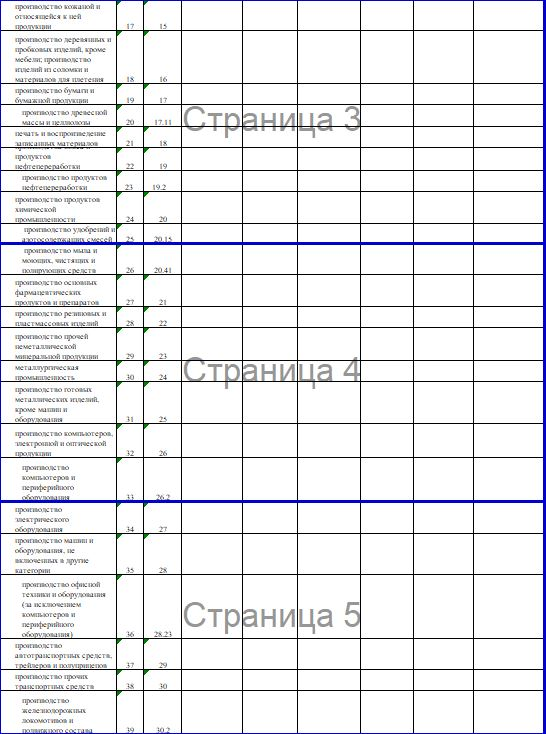 производство кожаной и
относящейся к ней
продукции 17 15
производство деревянных и
пробковых изделий, кроме
мебели; производство
изделий из соломки и
материалов для плетения 18 16
производство бумаги и
бумажной продукции 19 17
производство древесной
массы и целлюлозы 20 17.11
Страница 3
печать и воспроизведение
записанных материалов 21 18
продуктов
нефтепереработки 22 19
производство продуктов
нефтепереработки 23 19.2
производство продуктов
химической
промышленности 24 20
производство удобрений и
азотосодержащих смесей 25 20.15
производство мыла и
моющих, чистящих и
полирующих средств 26 20.41
производство основных
фармацевтических
продуктов и препаратов 27 21
производство резиновых и
пластмассовых изделий 28 22
производство прочей
неметаллической
минеральной продукции 29 23
Страница 4
металлургическая
промышленность 30 24
производство готовых
металлических изделий,
кроме машин и
оборудования 31 25
производство компьютеров,
электронной и оптической
продукции 32 26
производство
компьютеров и
периферийного
оборудования 33 26.2
производство
электрического
оборудования 34 27
производство машин и
оборудования, не
включенных в другие
категории 35 28
производство офисной
техники и оборудования
(за исключением
компьютеров и
периферийного
оборудования) 36 28.23
Страница 5
производство
автотранспортных средств,
трейлеров и полуприцепов 37 29
производство прочих
транспортных средств 38 30
производство
железнодорожных
локомотивов и
подвижного состава 39 30.2